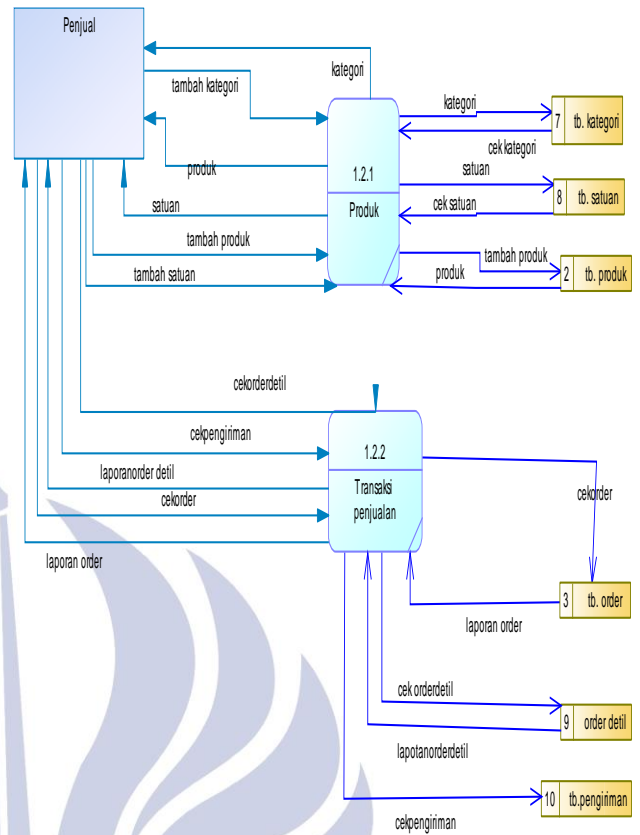 Penjual
kategori
tambah kategori
kategori
7 tb. kategori
cek kategori
produk
1.2.1
satuan
8 tb. satuan
satuan
Produk
cek satuan
tambah produk
tambah produk
produk
2 tb. produk
tambah satuan
cekorderdetil
cekpengiriman
1.2.2
laporanorder detil
Transaksi
penjualan
cekorder
cekorder
laporan order
3 tb. order
laporan order
cek orderdetil
9 order detil
lapotanorderdetil
10 tb.pengiriman
cekpengiriman